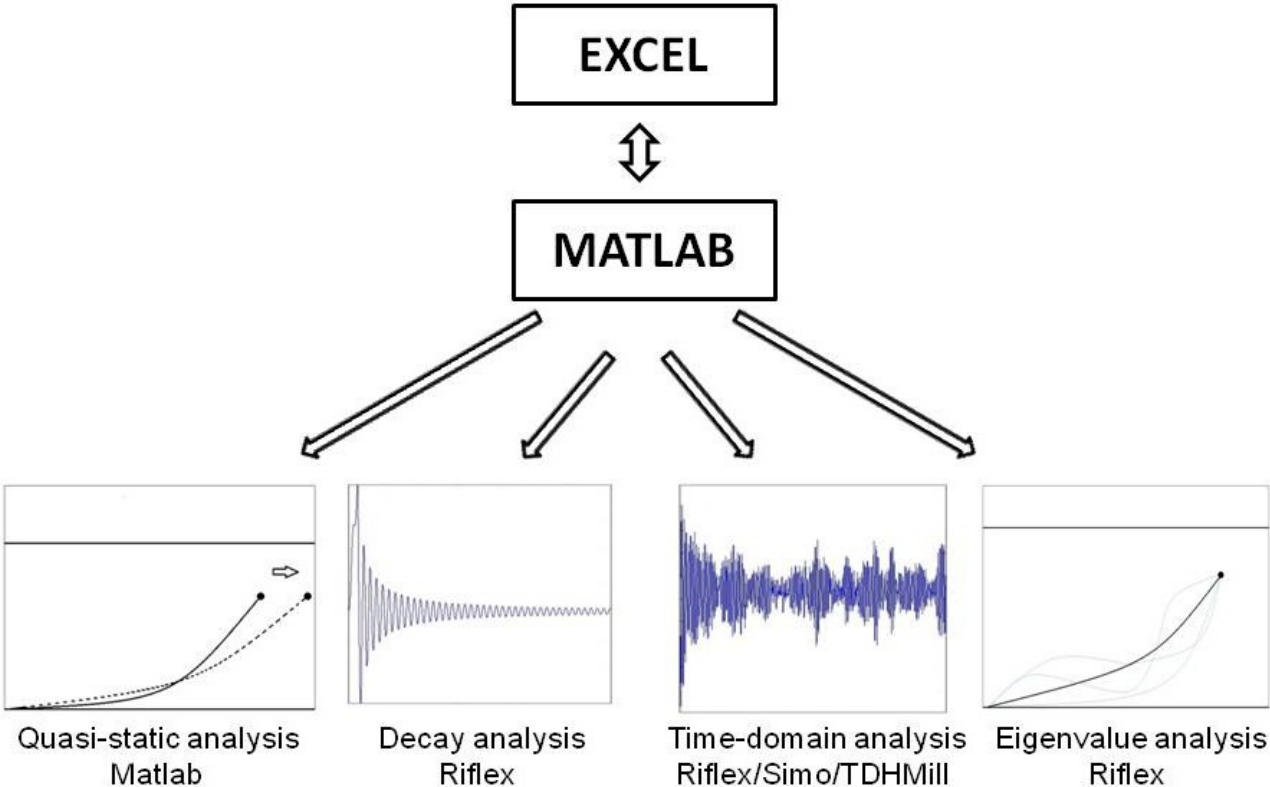 EXCEL
MATLAB
Quasi-static analysis
Matlab
Decay analysis
Riflex
Time-domain analysis
Riflex/Simo/TDHMill
Eigenvalue analysis
Riflex